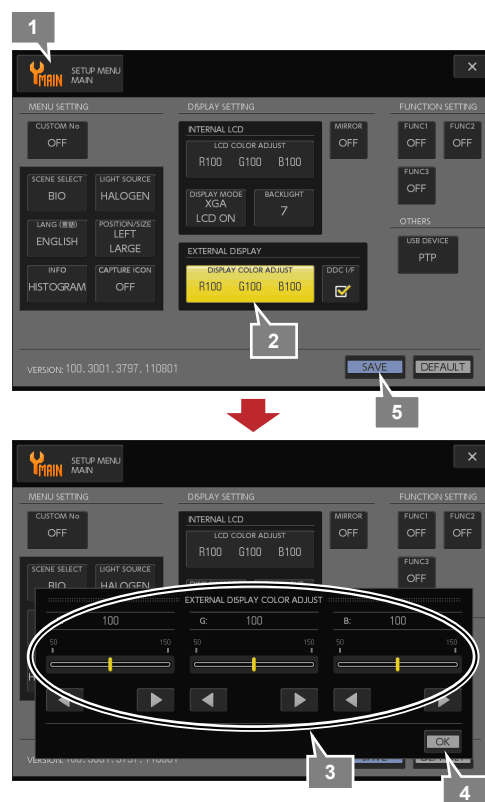 1
MAIN
SETUP MENU
MAIN
×
MENU SETTING
DISPLAY SETTING
FUNCTION SETTING
CUSTOM No
OFF
INTERNAL LCD
LCD COLOR ADJUST
R100 G100 B100
MIRROR
OFF
FUNC1
OFF
FUNC2
OFF
SCENE SELECT
BIO
LIGHT SOURCE
HALOGEN
DISPLAY MODE
XGA
LCD ON
BACKLIGHT
7
FUNC3
OFF
LANG (言語)
ENGLISH
POSITION/SIZE
LEFT
LARGE
OTHERS
USB DEVICE
PTP
EXTERNAL DISPLAY
INFO
HISTOGRAM
CAPTURE ICON
OFF
DISPLAY COLOR ADJUST
R100 G100 B100
DDC I/F
2
VERSION: 100. 3001. 3797. 110801
SAVE
DEFAULT
5
MAIN
SETUP MENU
MAIN
×
MENU SETTING
DISPLAY SETTING
FUNCTION SETTING
CUSTOM No
OFF
INTERNAL LCD
LCD COLOR ADJUST
R100 G100 B100
MIRROR
OFF
FUNC1
OFF
FUNC2
OFF
SCENE SELECT
BIO
LIGHT SOURCE
HALOGEN
FUNC3
OFF
EXTERNAL DISPLAY COLOR ADJUST
100
G: 100
B: 100
50 150
50 150
50 150
OK
3
4